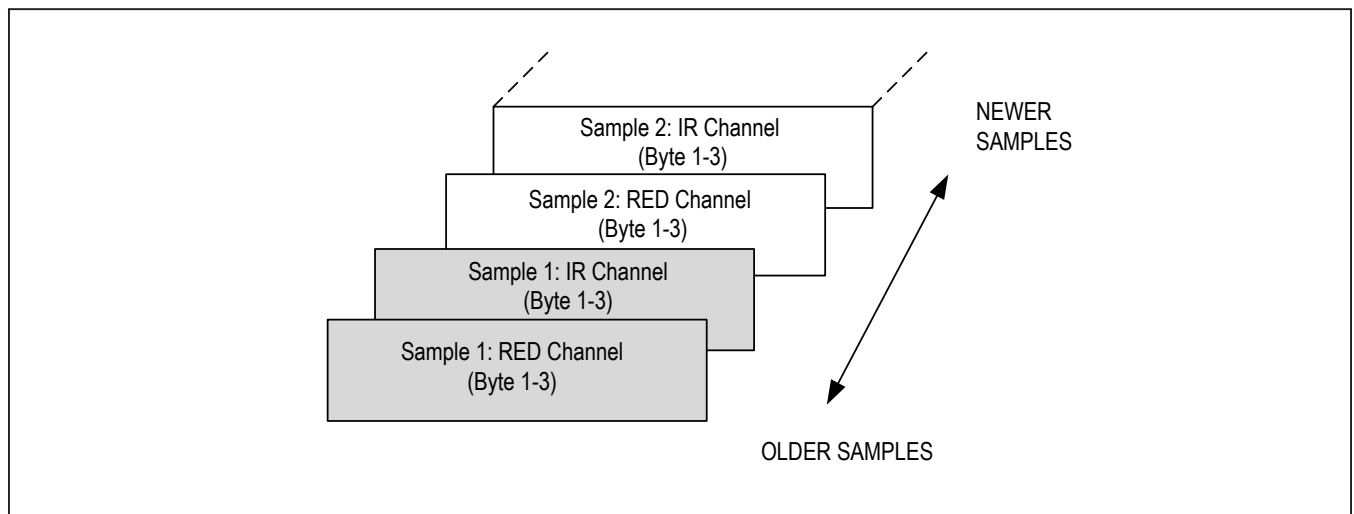 Sample 2: IR Channel
(Byte 1-3)
Sample 2: RED Channel
(Byte 1-3)
Sample 1: IR Channel
(Byte 1-3)
Sample 1: RED Channel
(Byte 1-3)
NEWER
SAMPLES
OLDER SAMPLES